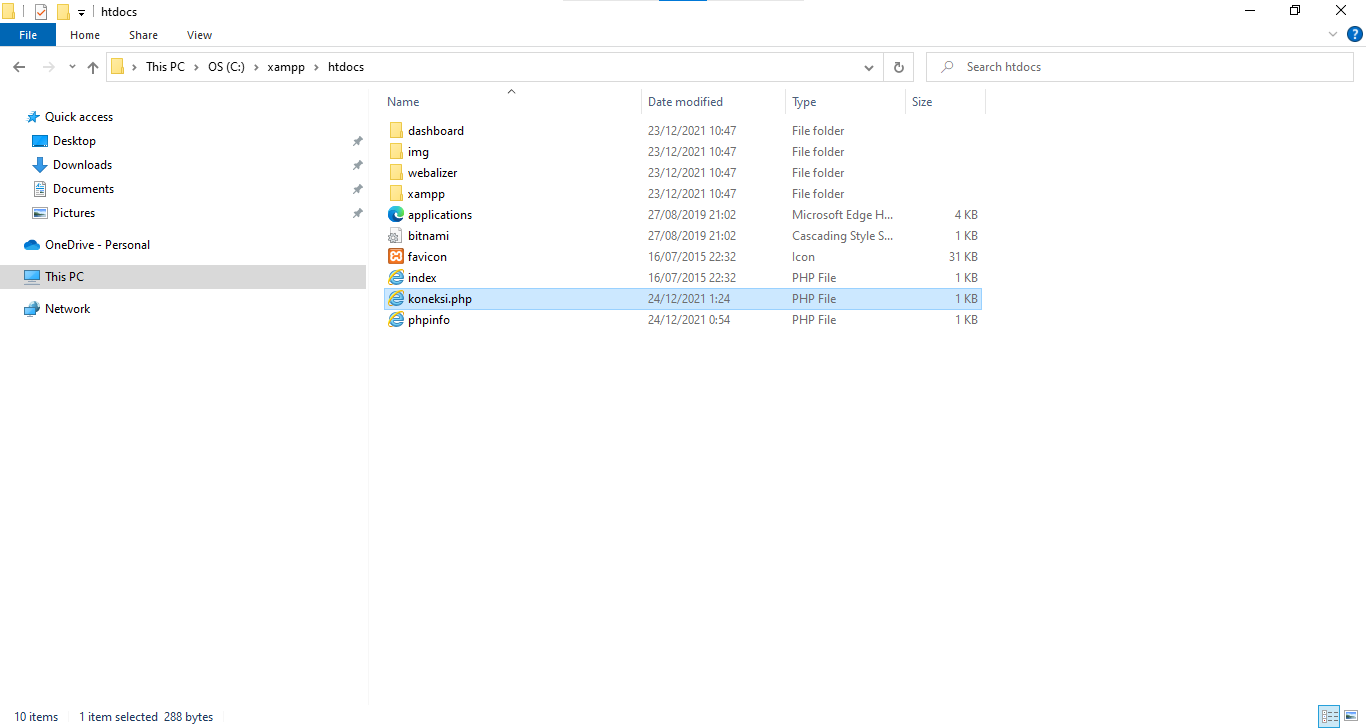 htdocs
File Home Share View
This PC OS (C:) xampp htdocs Search htdocs
Name Date modified Type Size
Quick access
Desktop
Downloads
Documents
Pictures
OneDrive - Personal
This PC
Network
dashboard 23/12/2021 10:47 File folder
img 23/12/2021 10:47 File folder
webalizer 23/12/2021 10:47 File folder
xampp 23/12/2021 10:47 File folder
applications 27/08/2019 21:02 Microsoft Edge H... 4 KB
bitnami 27/08/2019 21:02 Cascading Style S... 1 KB
favicon 16/07/2015 22:32 Icon 31 KB
index 16/07/2015 22:32 PHP File 1 KB
koneksi.php 24/12/2021 1:24 PHP File 1 KB
phpinfo 24/12/2021 0:54 PHP File 1 KB
10 items 1 item selected 288 bytes